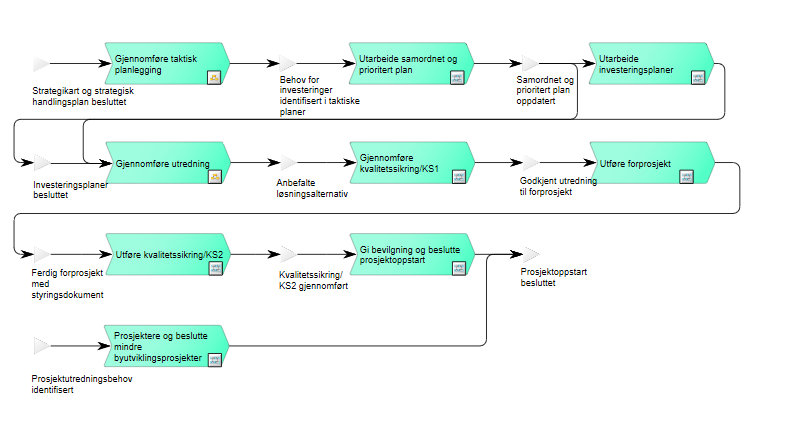 Gjennomføre taktisk
planlegging
Utarbeide samordnet og
prioritert plan
Utarbeide
investeringsplaner
Strategikart og strategisk
handlingsplan besluttet
Behov for
investeringer
identifisert i taktiske
planer
Samordnet og
prioritert plan
oppdatert
Gjennomføre utredning
Gjennomføre
kvalitetssikring/KS1
Utføre forprosjekt
Investeringsplaner
besluttet
Anbefalte
løsningsalternativ
Godkjent utredning
til forprosjekt
Utføre kvalitetssikring/KS2
Gi bevilgning og beslutte
prosjektoppstart
Ferdig forprosjekt
med
styringsdokument
Kvalitetssikring/
KS2 gjennomført
Prosjektoppstart
besluttet
Prosjektere og beslutte
mindre
byutviklingsprosjekter
Prosjektutredningsbehov
identifisert